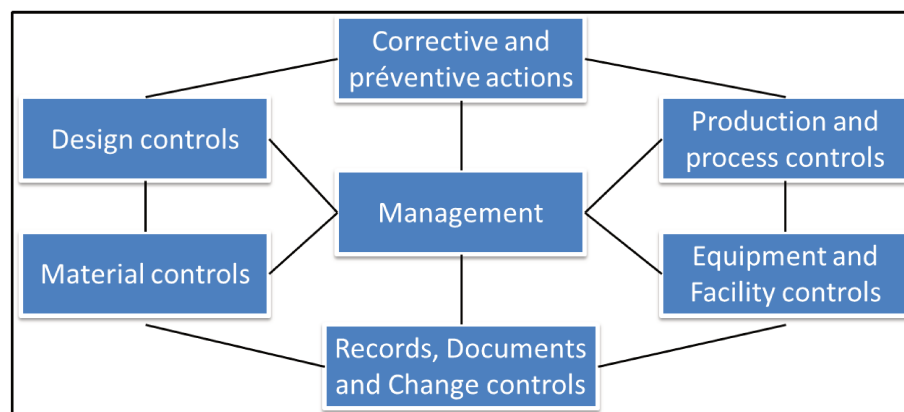 Corrective and
préventive actions
Design controls
Production and
process controls
Management
Material controls
Equipment and
Facility controls
Records, Documents
and Change controls